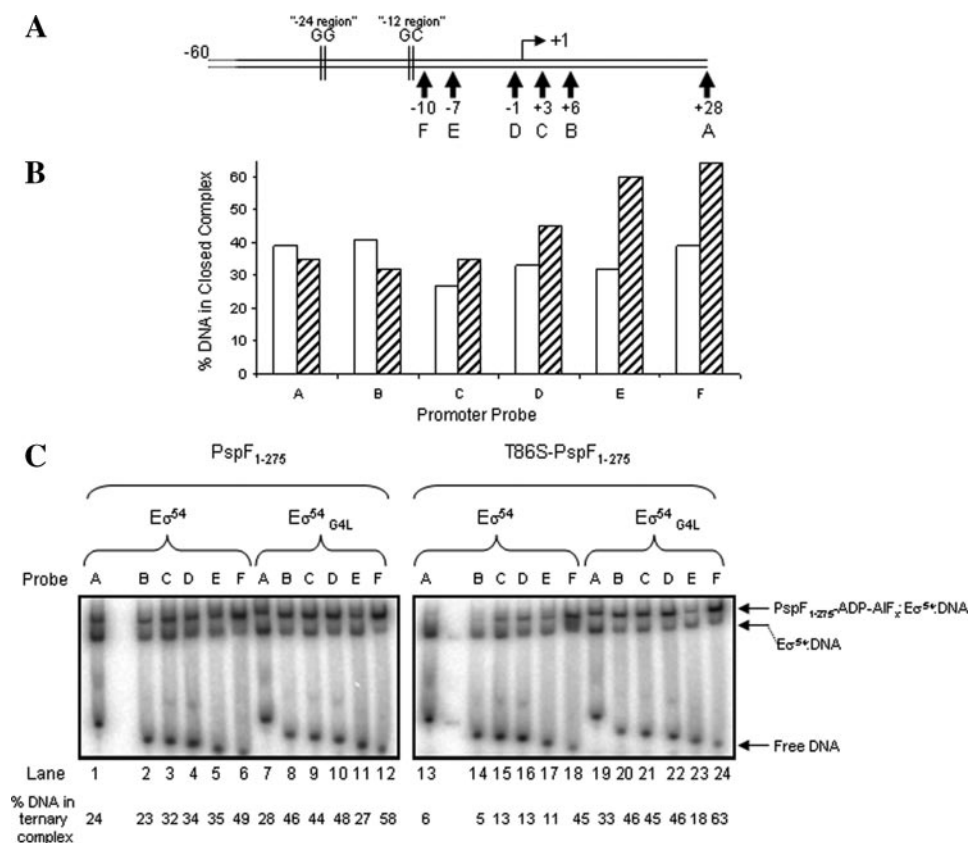 A
"-24 region" "-12 region"
GG GC
-60 +1
-10 -7 -1 +3 +6 +28
F E D C B A
B
% DNA in Closed Complex
60
50
40
30
20
10
0
A B C D E F
Promoter Probe
C
PspF1-275 T86S-PspF1-275
Eσ54 Eσ54 G4L Eσ54 Eσ54 G4L
Probe A B C D E F A B C D E F A B C D E F A B C D E F
PspF1-275-ADP-AlFx:Eσ54:DNA
Eσ54:DNA
Free DNA
Lane 1 2 3 4 5 6 7 8 9 10 11 12 13 14 15 16 17 18 19 20 21 22 23 24
% DNA in
ternary 24 23 32 34 35 49 28 46 44 48 27 58 6 5 13 13 11 45 33 46 45 46 18 63
complex